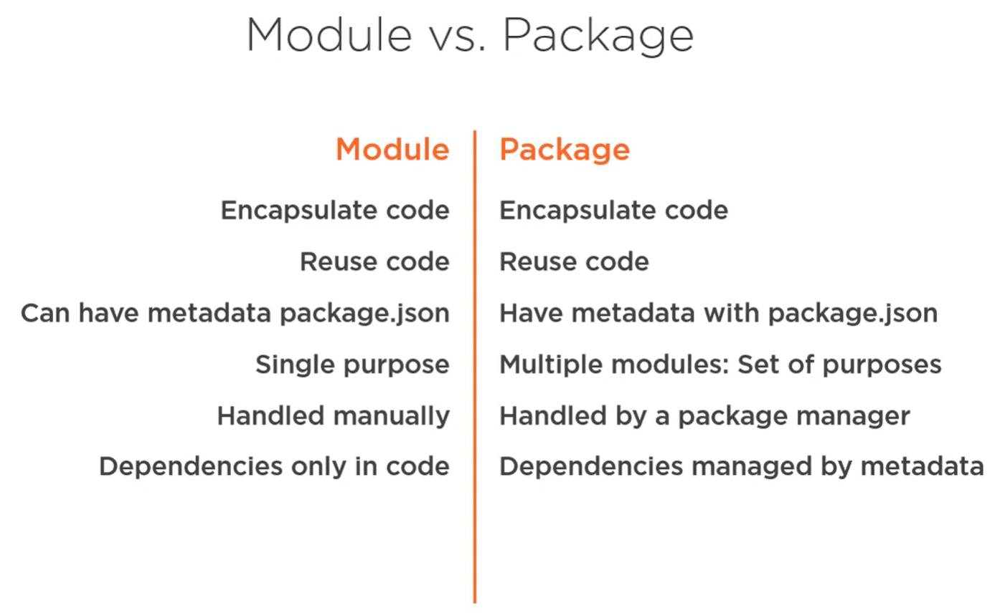 Module vs. Package
Module
Package
Encapsulate code
Encapsulate code
Reuse code
Reuse code
Can have metadata package.json
Have metadata with package.json
Single purpose
Multiple modules: Set of purposes
Handled manually
Handled by a package manager
Dependencies only in code
Dependencies managed by metadata